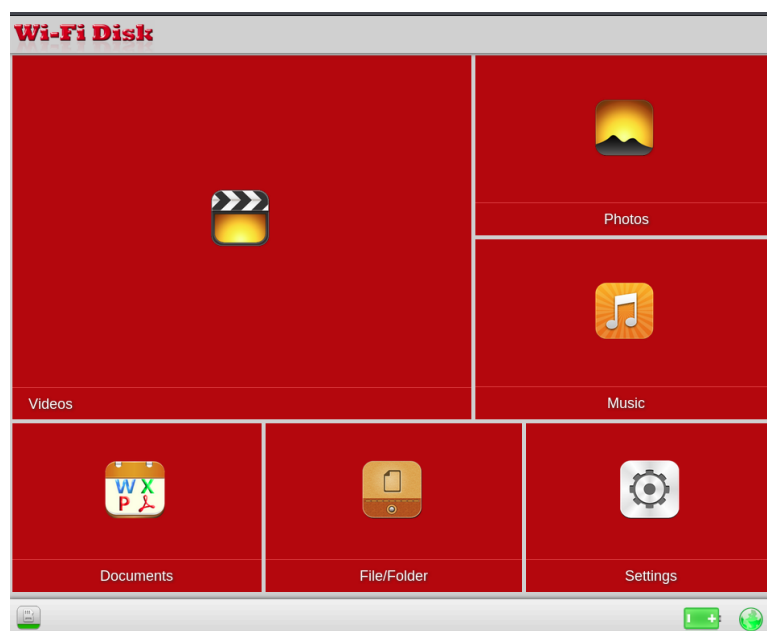 Wi-Fi Disk
Photos
Videos
Music
W X
P
Documents
File/Folder
Settings